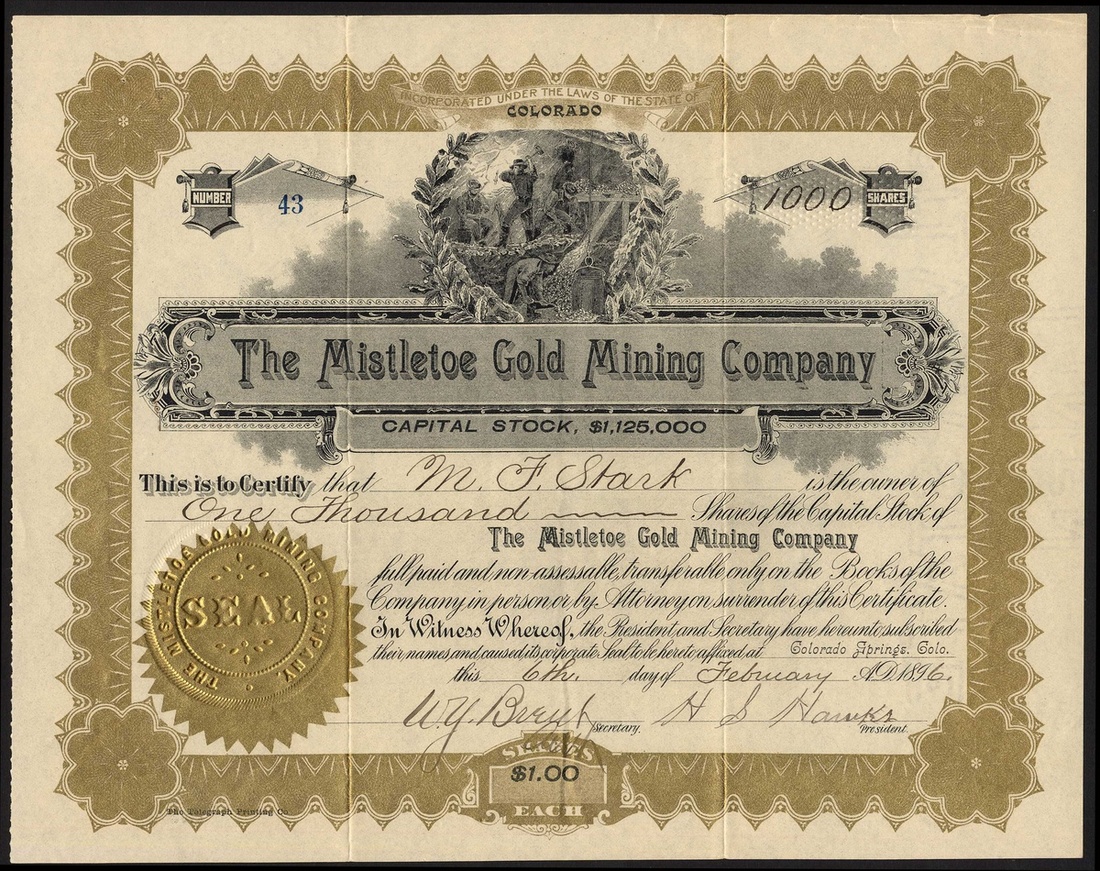 INCORPORATED UNDER THE LAWS OF THE STATE OF
COLORADO
NUMBER
43
1000
SHARES
The Mistletoe Gold Mining Company
CAPITAL STOCK, $1,125,000
This is to Certify that M. F. Stark is the owner of
One Thousand Shares of the Capital Stock of
The Mistletoe Gold Mining Company
full paid and non-assessable, transferable only on the Books of the
Company in person or by Attorney on surrender of this Certificate.
In Witness Whereof, the President and Secretary have hereunto subscribed
their names and caused its corporate Seal to be hereto affixed at Colorado Springs, Colo.
this 6th. day of February A.D. 1896.
W. Y. Secretary. H S Hawks President.
THE MISTLETOE GOLD MINING COMPANY.
SEAL
SHARES
$1.00
EACH
The Telegraph Printing Co